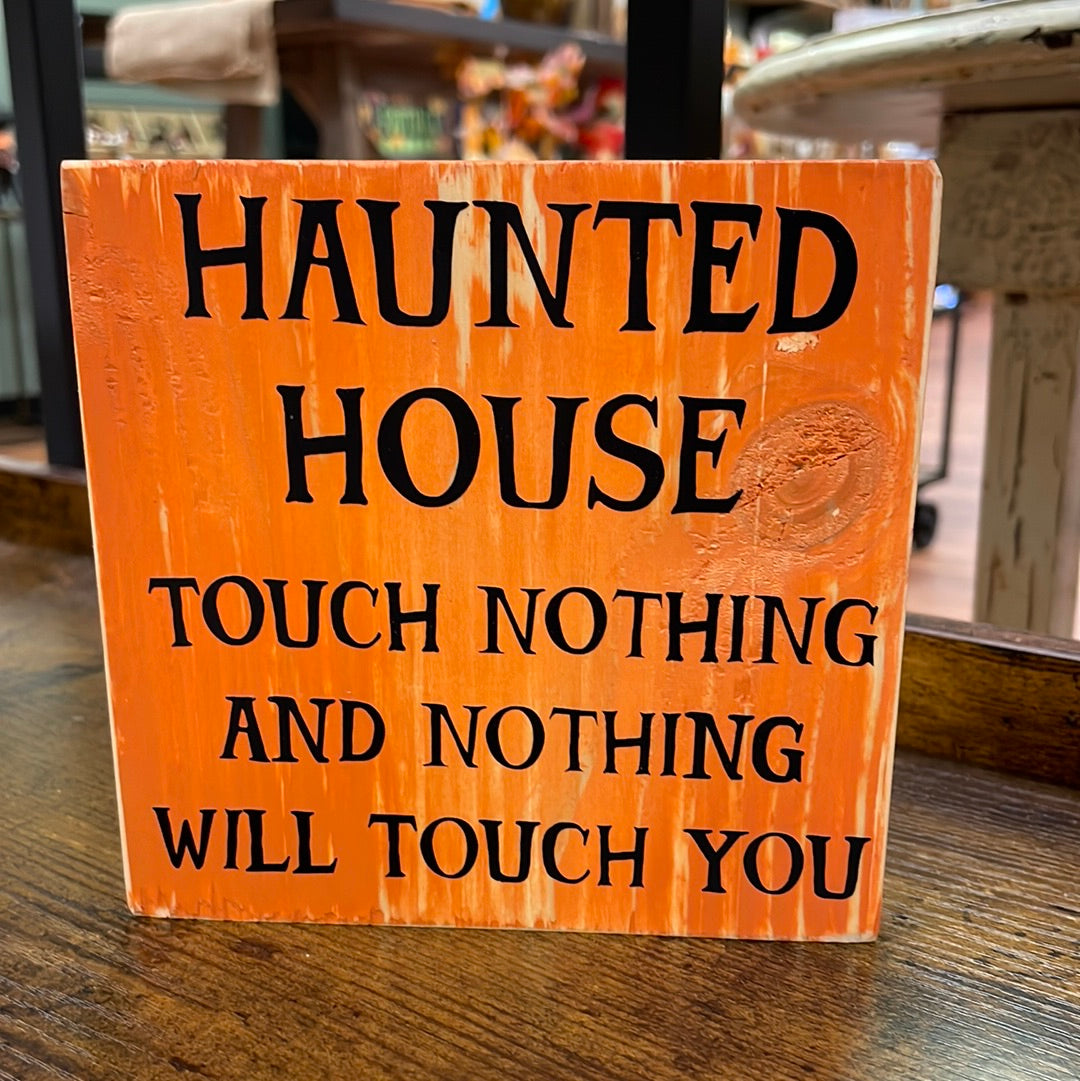 HAUNTED
HOUSE
TOUCH NOTHING
AND NOTHING
WILL TOUCH YOU